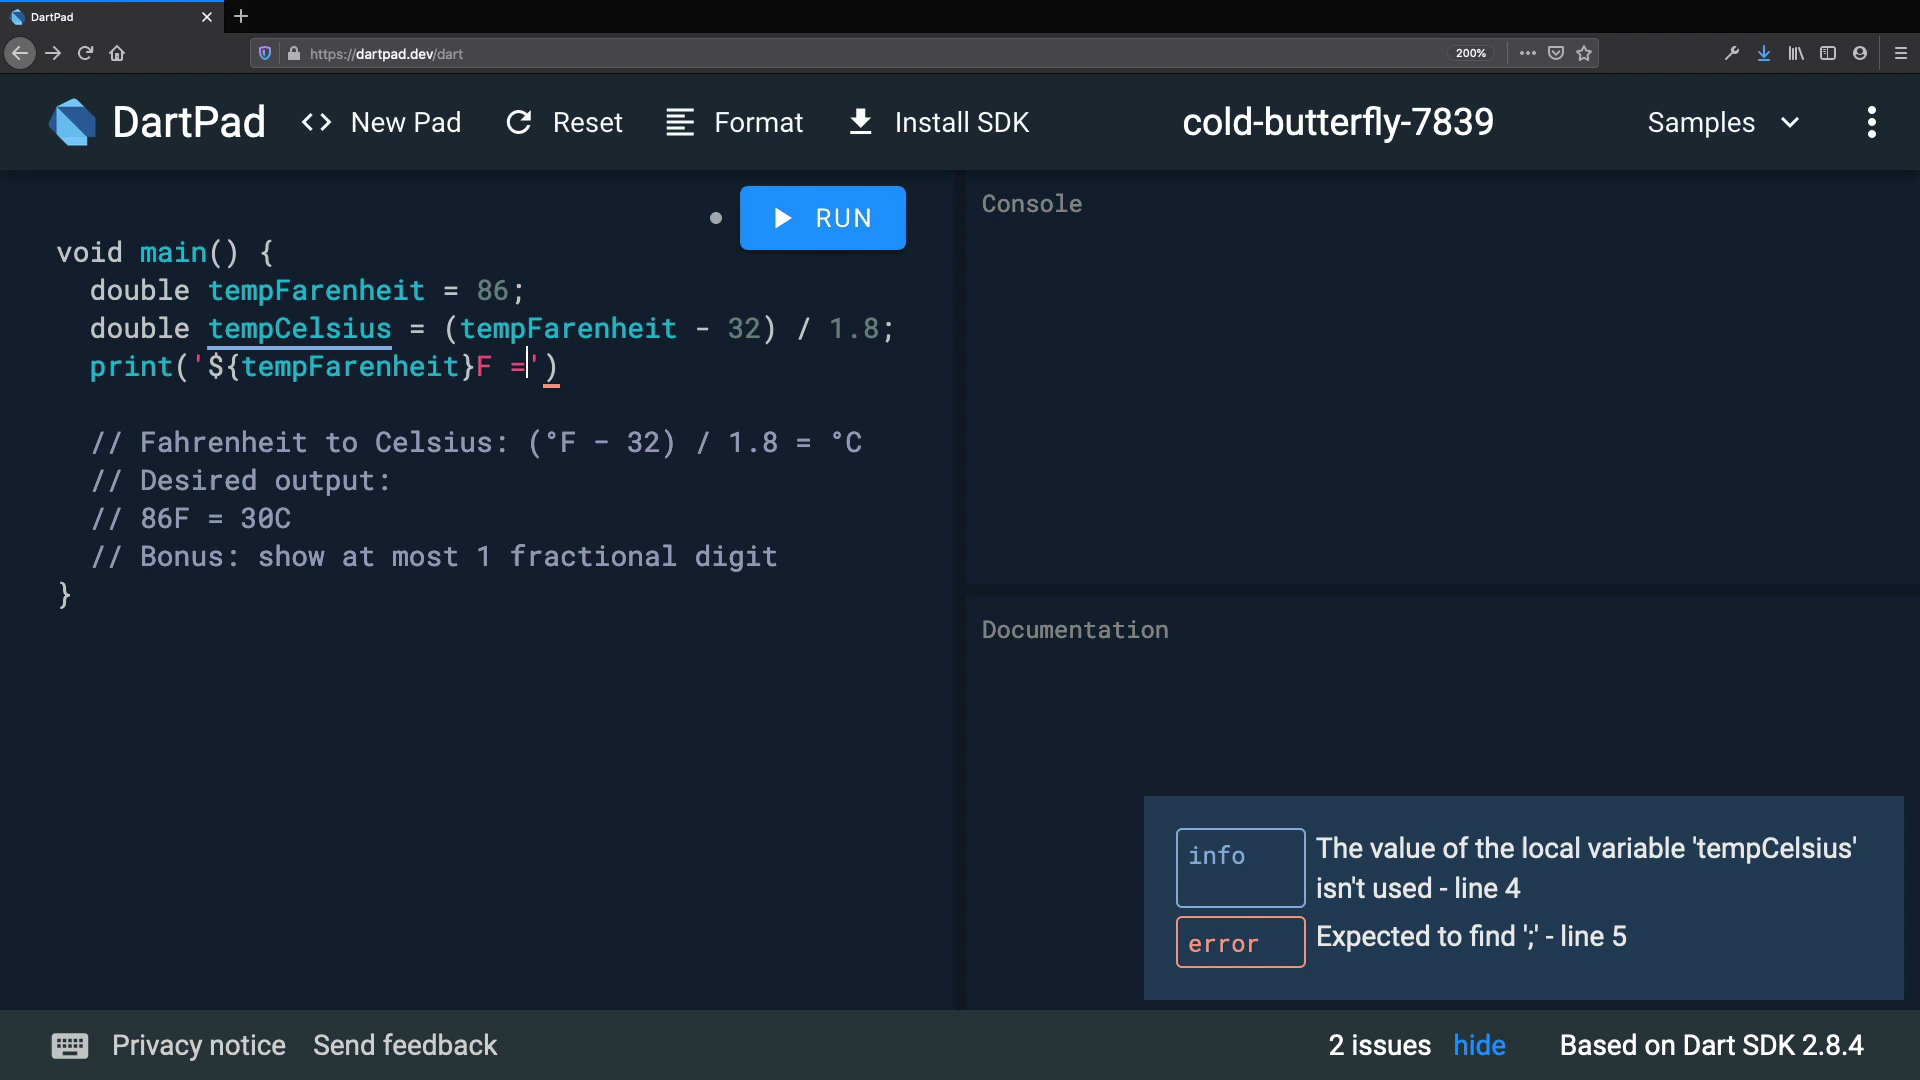 DartPad
https://dartpad.dev/dart
200%
DartPad
New Pad
Reset
Format
Install SDK
cold-butterfly-7839
Samples
RUN
void main() {
  double tempFarenheit = 86;
  double tempCelsius = (tempFarenheit - 32) / 1.8;
  print('${tempFarenheit}F =')
  // Fahrenheit to Celsius: (°F - 32) / 1.8 = °C
  // Desired output:
  // 86F = 30C
  // Bonus: show at most 1 fractional digit
}
Console
Documentation
info
The value of the local variable 'tempCelsius'
isn't used - line 4
error
Expected to find ';' - line 5
Privacy notice
Send feedback
2 issues
hide
Based on Dart SDK 2.8.4